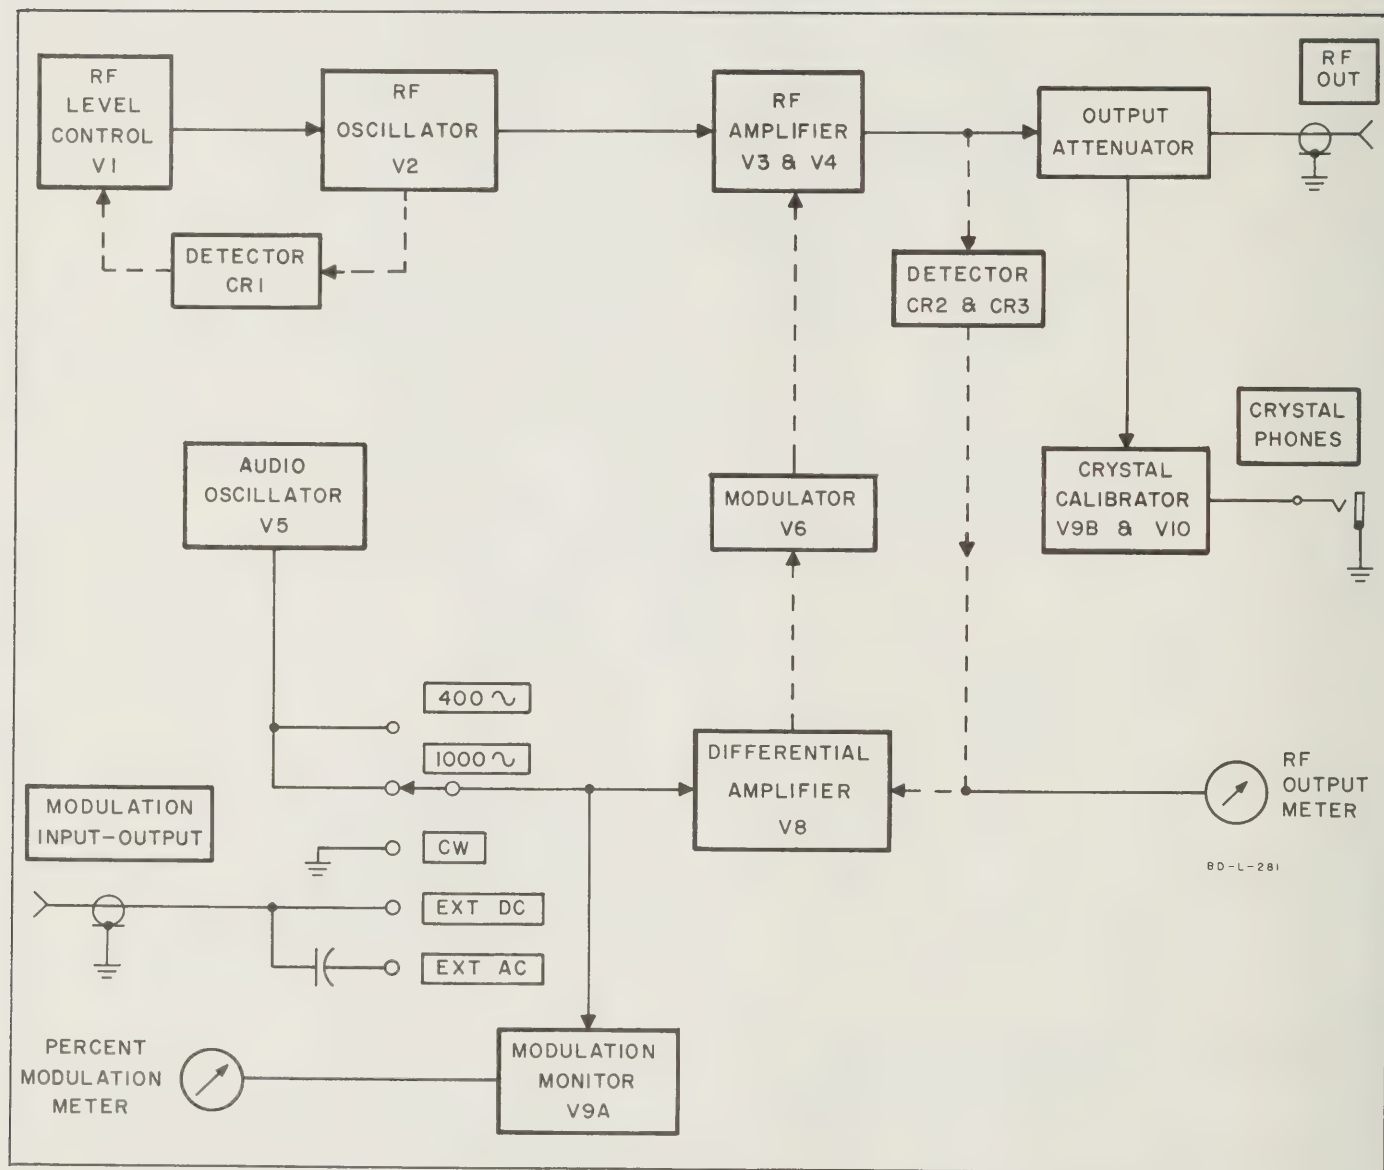 RF
LEVEL
CONTROL
V1
RF
OSCILLATOR
V2
RF
AMPLIFIER
V3 & V4
OUTPUT
ATTENUATOR
RF
OUT
DETECTOR
CR1
DETECTOR
CR2 & CR3
AUDIO
OSCILLATOR
V5
MODULATOR
V6
CRYSTAL
CALIBRATOR
V9B & V10
CRYSTAL
PHONES
400 ~
1000 ~
CW
EXT DC
EXT AC
MODULATION
INPUT-OUTPUT
DIFFERENTIAL
AMPLIFIER
V8
RF
OUTPUT
METER
BD-L-281
PERCENT
MODULATION
METER
MODULATION
MONITOR
V9A